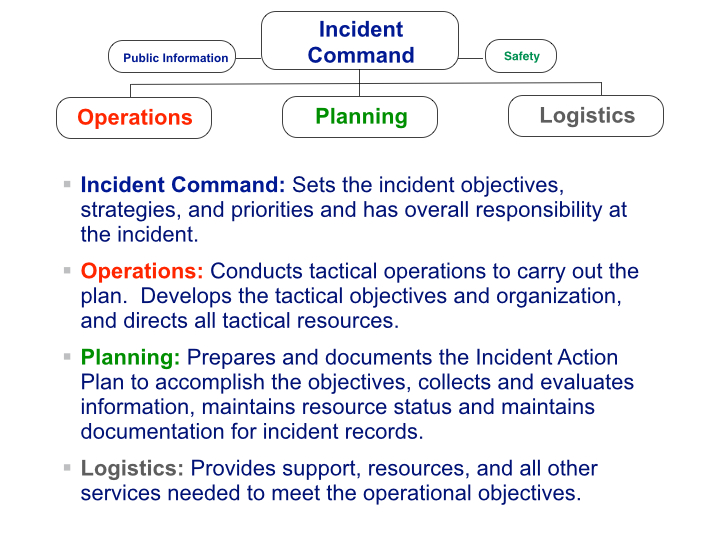 Incident
Command
Public Information
Safety
Operations
Planning
Logistics
Incident Command: Sets the incident objectives,
strategies, and priorities and has overall responsibility at
the incident.
Operations: Conducts tactical operations to carry out the
plan.  Develops the tactical objectives and organization,
and directs all tactical resources.
Planning: Prepares and documents the Incident Action
Plan to accomplish the objectives, collects and evaluates
information, maintains resource status and maintains
documentation for incident records.
Logistics: Provides support, resources, and all other
services needed to meet the operational objectives.